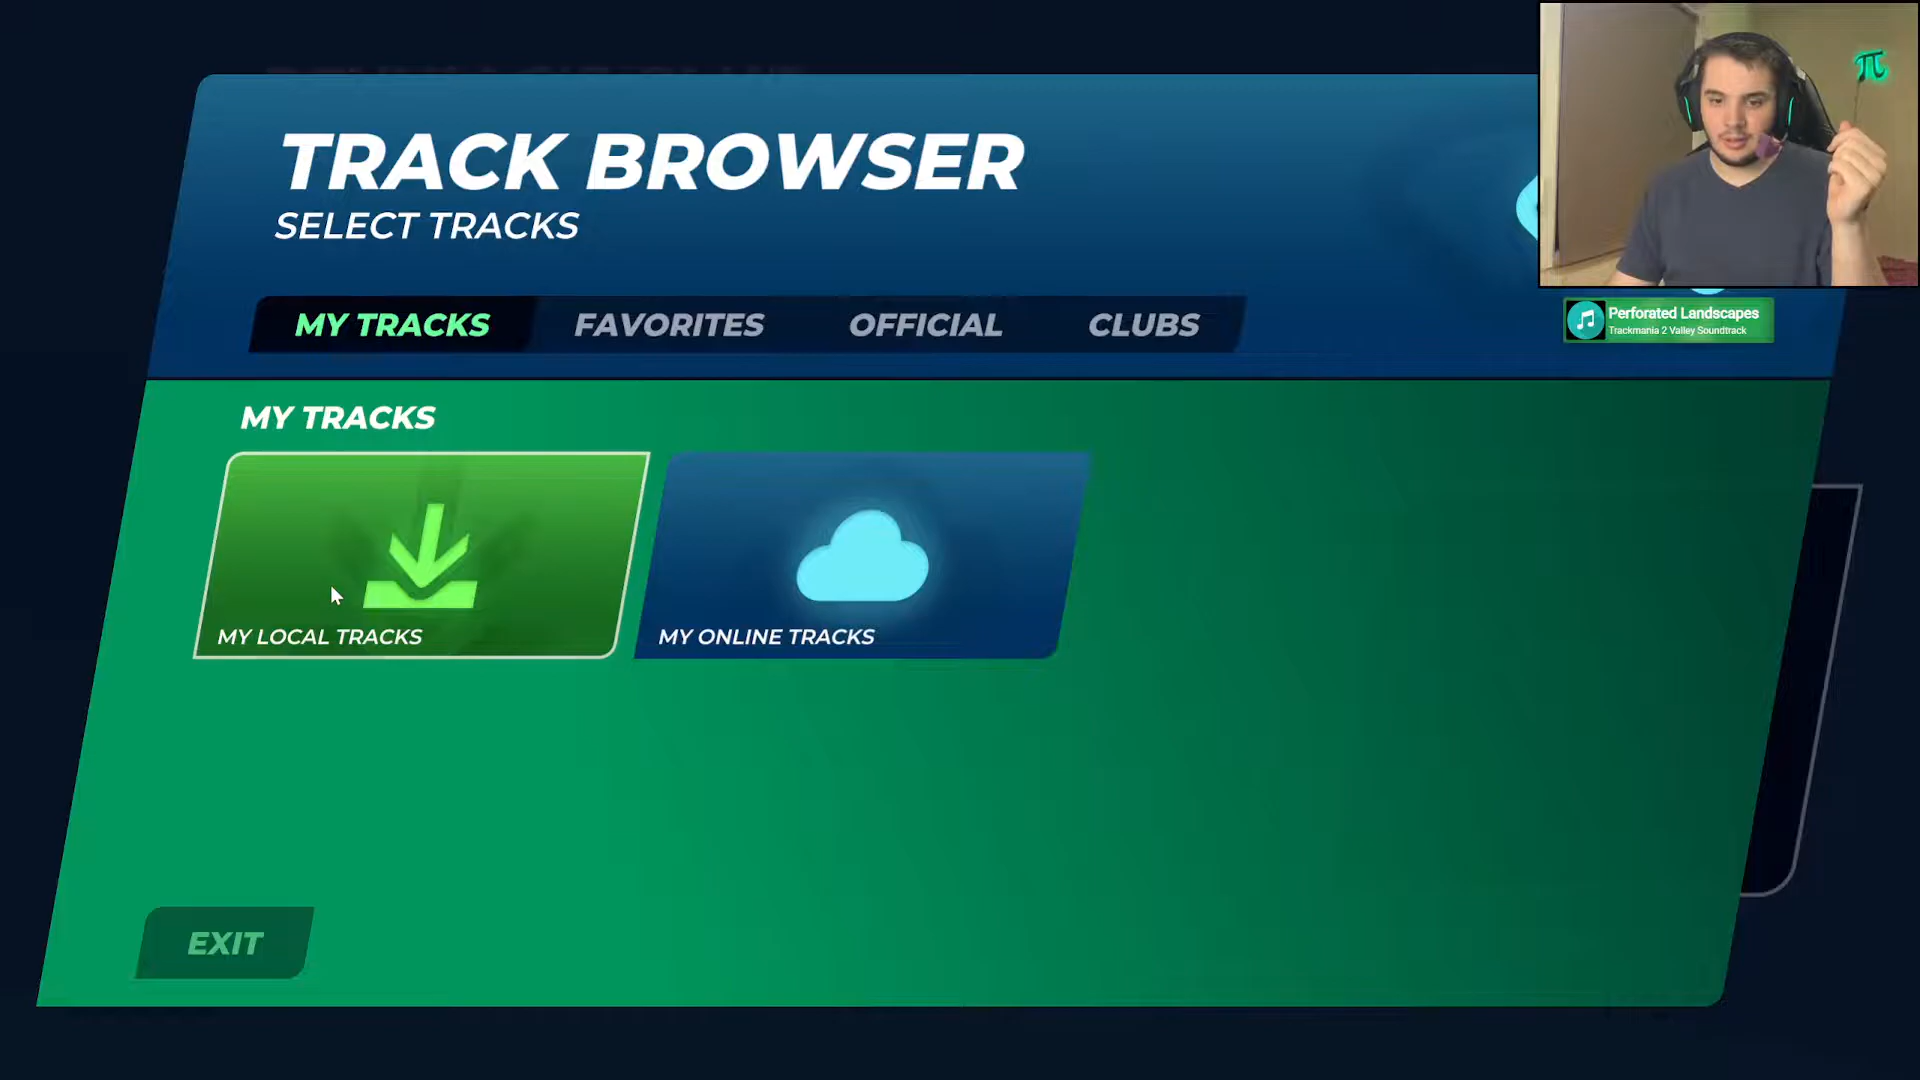 TRACK BROWSER
SELECT TRACKS
MY TRACKS
FAVORITES
OFFICIAL
CLUBS
π
Perforated Landscapes
Trackmania 2 Valley Soundtrack
MY TRACKS
MY LOCAL TRACKS
MY ONLINE TRACKS
EXIT